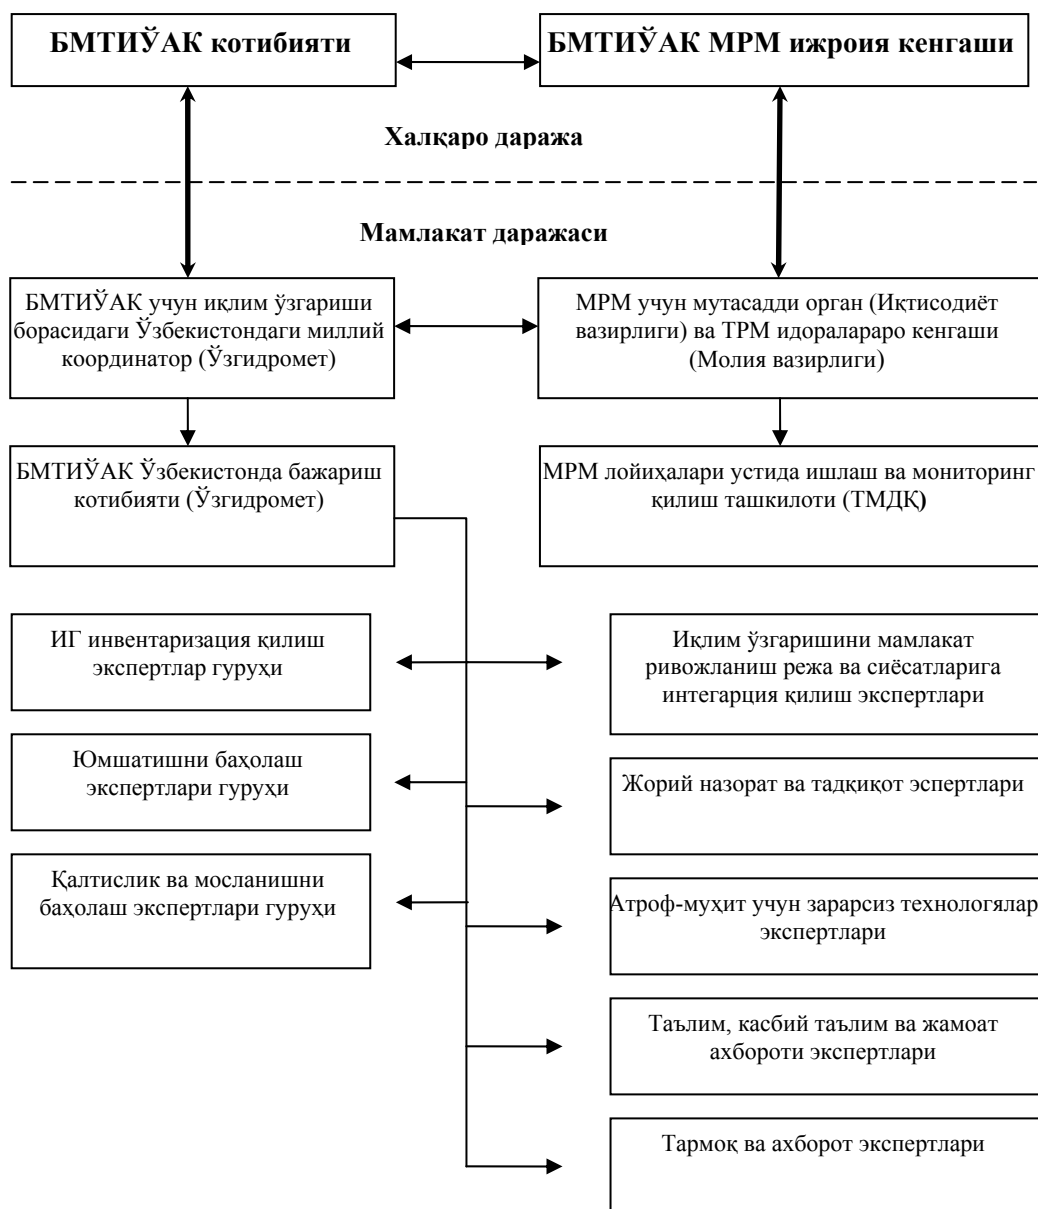 БМТИЎАК котибияти
БМТИЎАК МРМ ижроия кенгаши
Халқаро даража
Мамлакат даражаси
БМТИЎАК учун иқлим ўзгариши
борасидаги Ўзбекистондаги миллий
координатор (Ўзгидромет)
МРМ учун мутасадди орган (Иқтисодиёт
вазирлиги) ва ТРМ идоралараро кенгаши
(Молия вазирлиги)
БМТИЎАК Ўзбекистонда бажариш
котибияти (Ўзгидромет)
МРМ лойиҳалари устида ишлаш ва мониторинг
қилиш ташкилоти (ТМДҚ)
ИГ инвентаризация қилиш
экспертлар гуруҳи
Иқлим ўзгаришини мамлакат
ривожланиш режа ва сиёсатларига
интегарция қилиш экспертлари
Юмшатишни баҳолаш
экспертлари гуруҳи
Жорий назорат ва тадқиқот эспертлари
Қалтислик ва мосланишни
баҳолаш экспертлари гуруҳи
Атроф-муҳит учун зарарсиз технологялар
экспертлари
Таълим, касбий таълим ва жамоат
ахбороти экспертлари
Тармоқ ва ахборот экспертлари